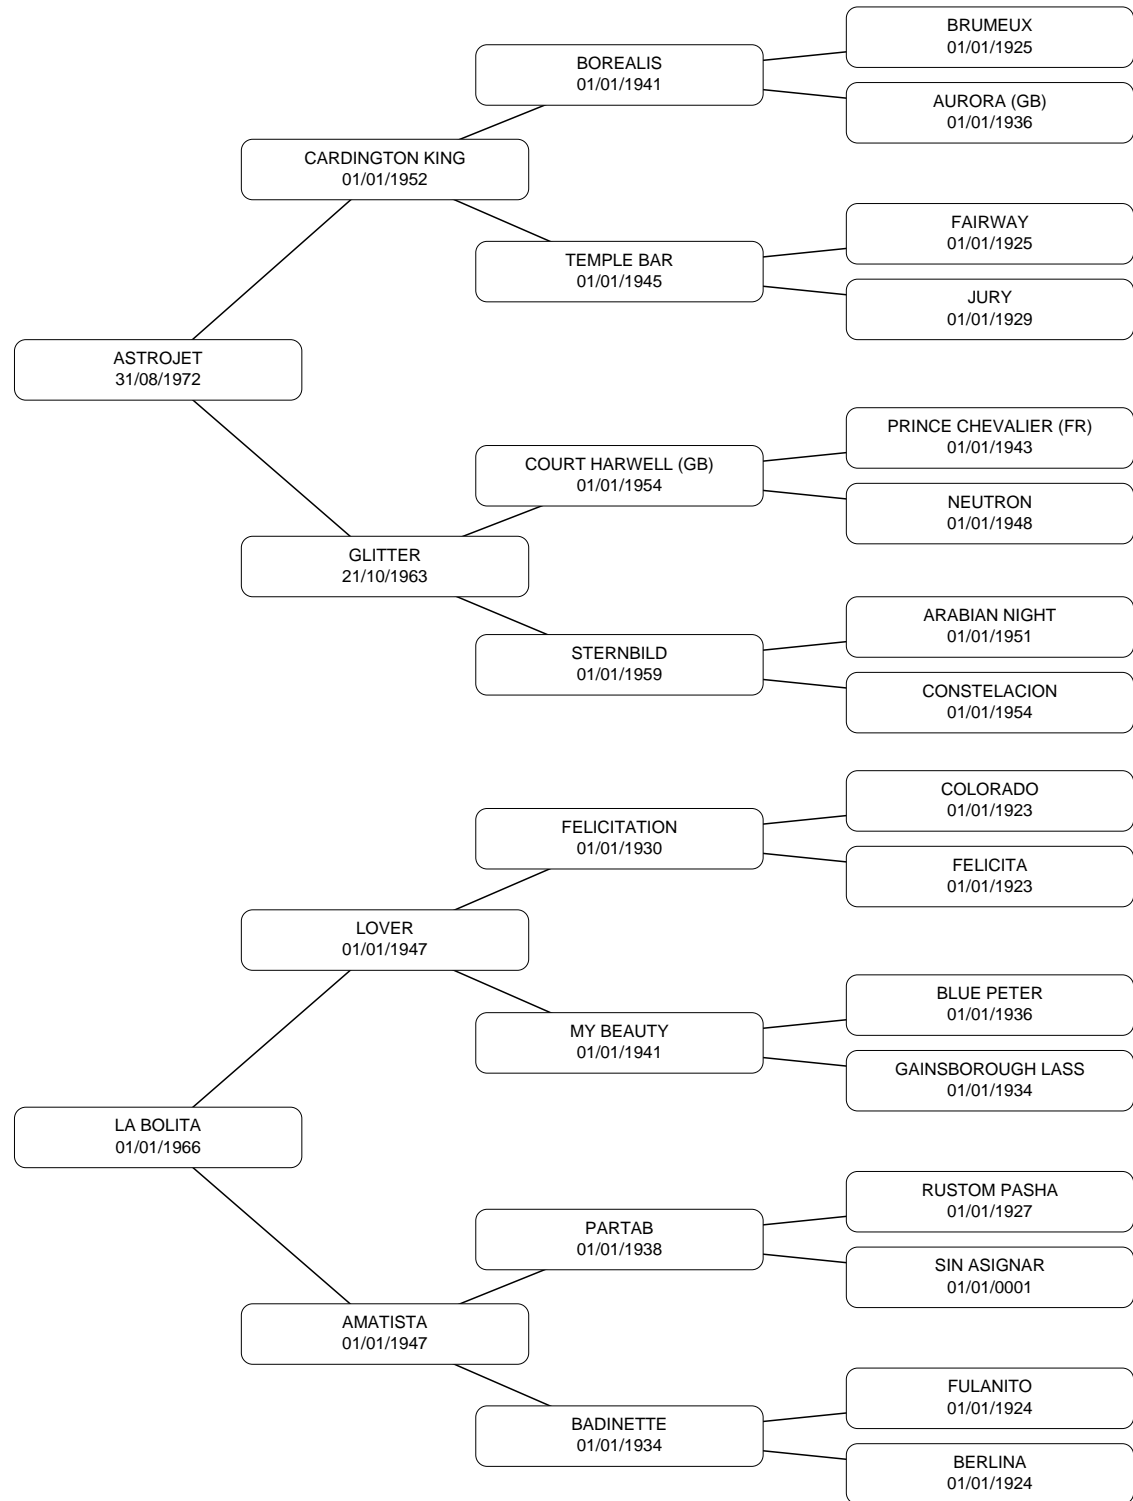 BRUMEUX
01/01/1925
BOREALIS
01/01/1941
AURORA (GB)
01/01/1936
CARDINGTON KING
01/01/1952
FAIRWAY
01/01/1925
TEMPLE BAR
01/01/1945
JURY
01/01/1929
ASTROJET
31/08/1972
PRINCE CHEVALIER (FR)
01/01/1943
COURT HARWELL (GB)
01/01/1954
NEUTRON
01/01/1948
GLITTER
21/10/1963
ARABIAN NIGHT
01/01/1951
STERNBILD
01/01/1959
CONSTELACION
01/01/1954
COLORADO
01/01/1923
FELICITATION
01/01/1930
FELICITA
01/01/1923
LOVER
01/01/1947
BLUE PETER
01/01/1936
MY BEAUTY
01/01/1941
GAINSBOROUGH LASS
01/01/1934
LA BOLITA
01/01/1966
RUSTOM PASHA
01/01/1927
PARTAB
01/01/1938
SIN ASIGNAR
01/01/0001
AMATISTA
01/01/1947
FULANITO
01/01/1924
BADINETTE
01/01/1934
BERLINA
01/01/1924